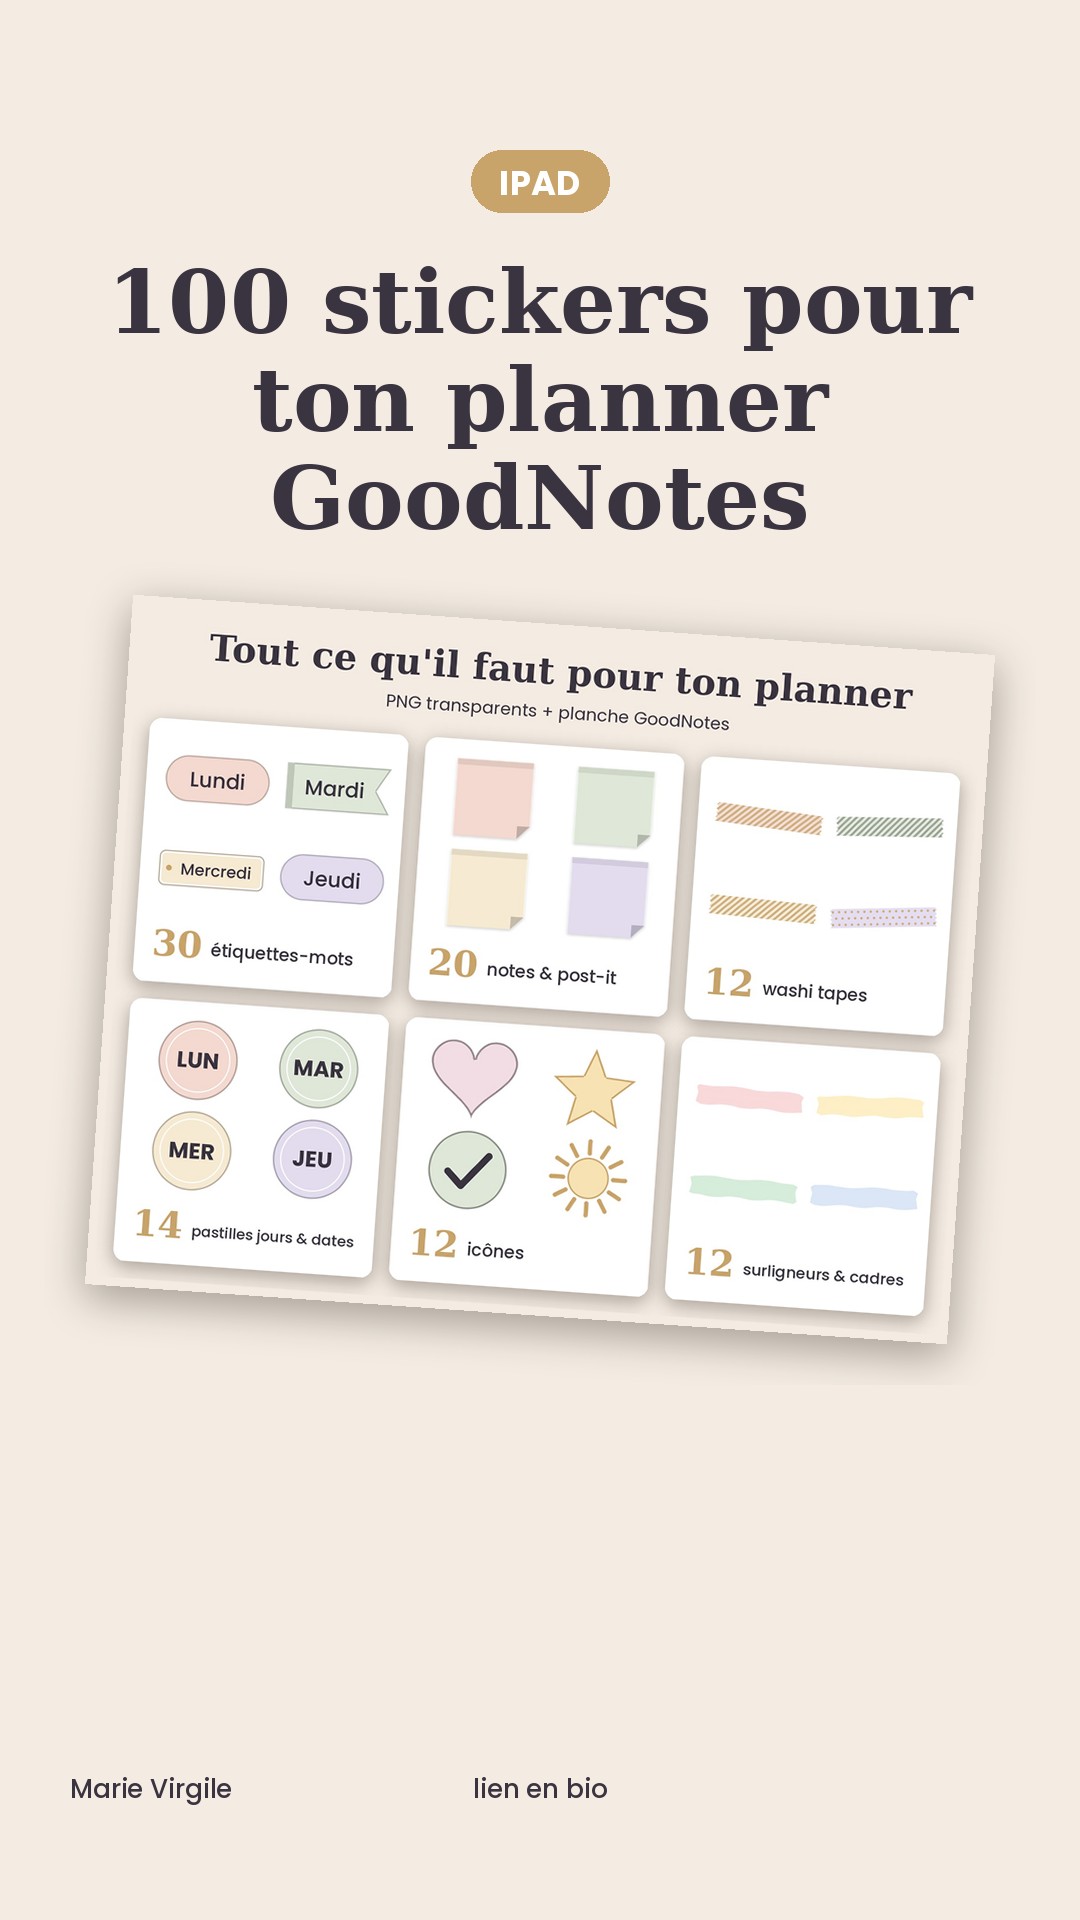 IPAD
100 stickers pour
ton planner
GoodNotes
Tout ce qu'il faut pour ton planner
PNG transparents + planche GoodNotes
Lundi
Mardi
Mercredi
Jeudi
30 étiquettes-mots
20 notes & post-it
12 washi tapes
LUN
MAR
MER
JEU
14 pastilles jours & dates
12 icônes
12 surligneurs & cadres
Marie Virgile
lien en bio